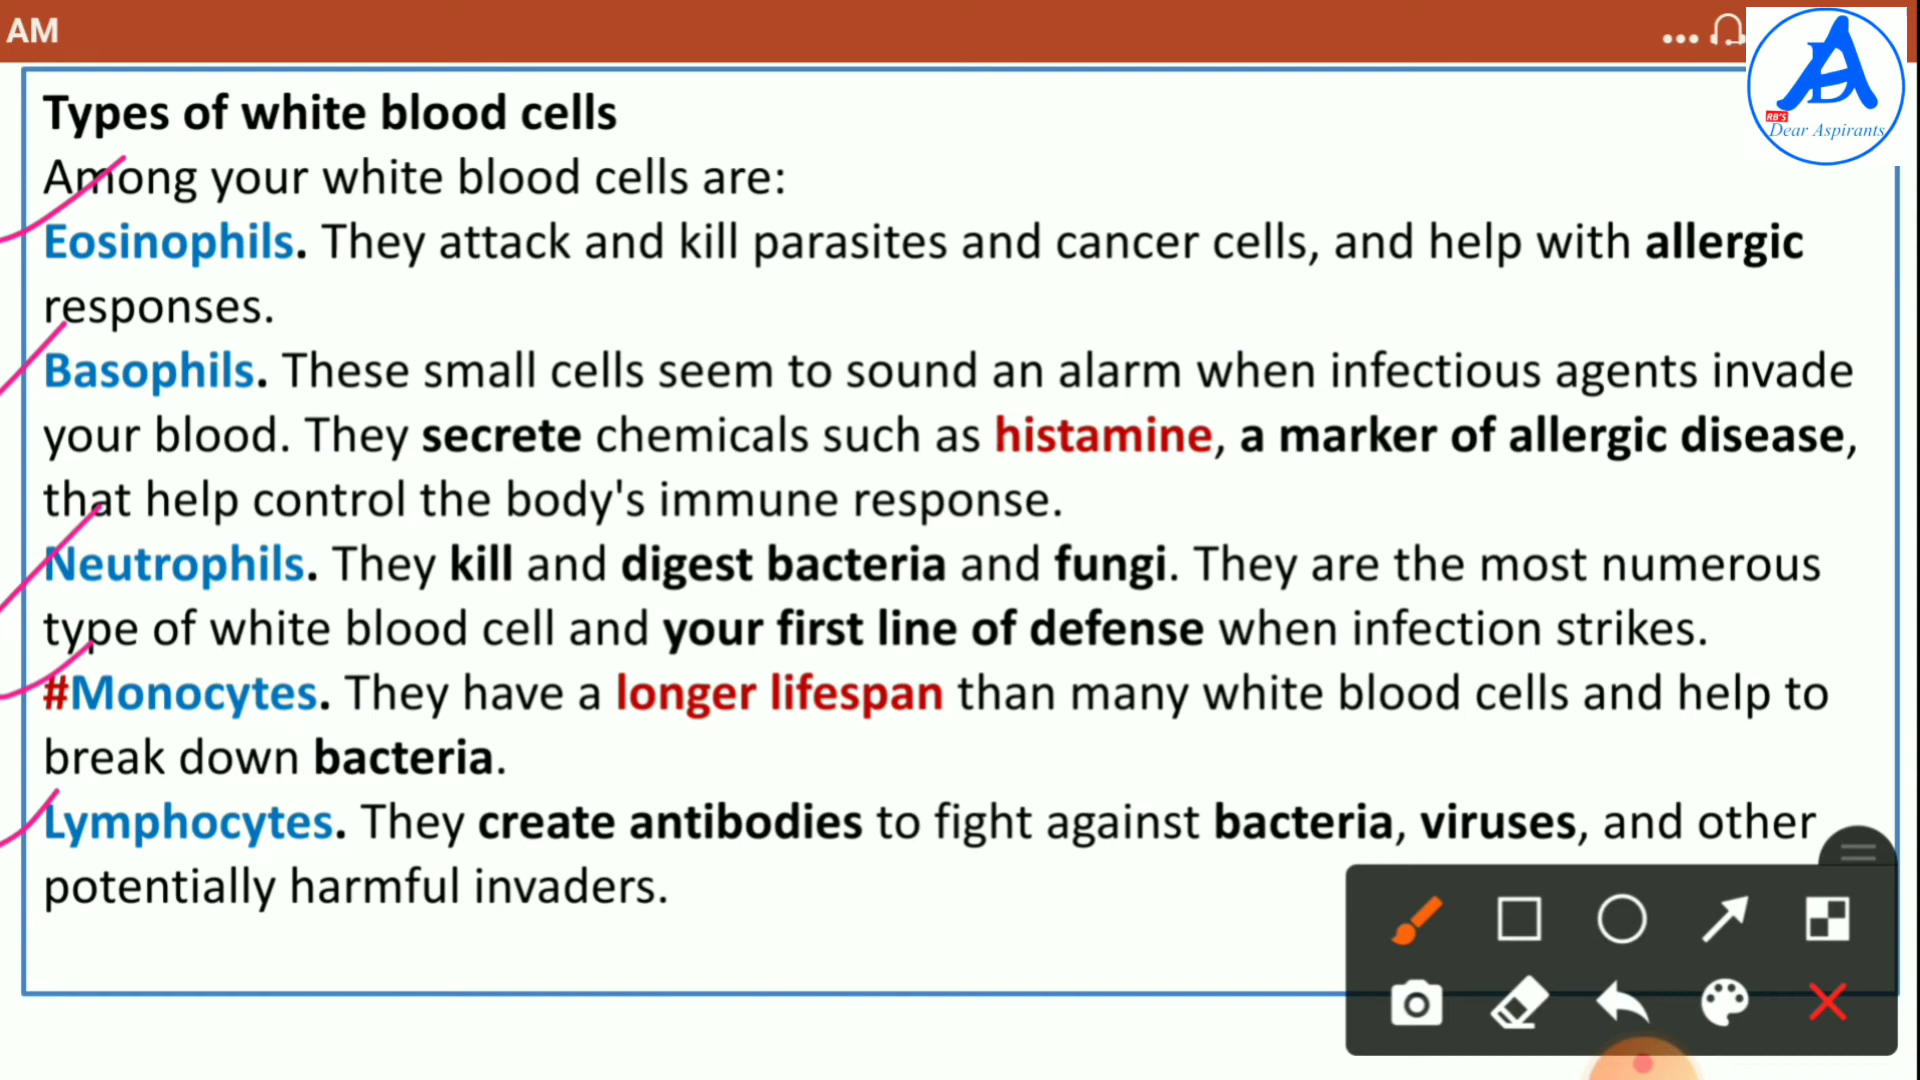 AM
RB'S
Dear Aspirants
Types of white blood cells
Among your white blood cells are:
Eosinophils. They attack and kill parasites and cancer cells, and help with allergic
responses.
Basophils. These small cells seem to sound an alarm when infectious agents invade
your blood. They secrete chemicals such as histamine, a marker of allergic disease,
that help control the body's immune response.
Neutrophils. They kill and digest bacteria and fungi. They are the most numerous
type of white blood cell and your first line of defense when infection strikes.
#Monocytes. They have a longer lifespan than many white blood cells and help to
break down bacteria.
Lymphocytes. They create antibodies to fight against bacteria, viruses, and other
potentially harmful invaders.